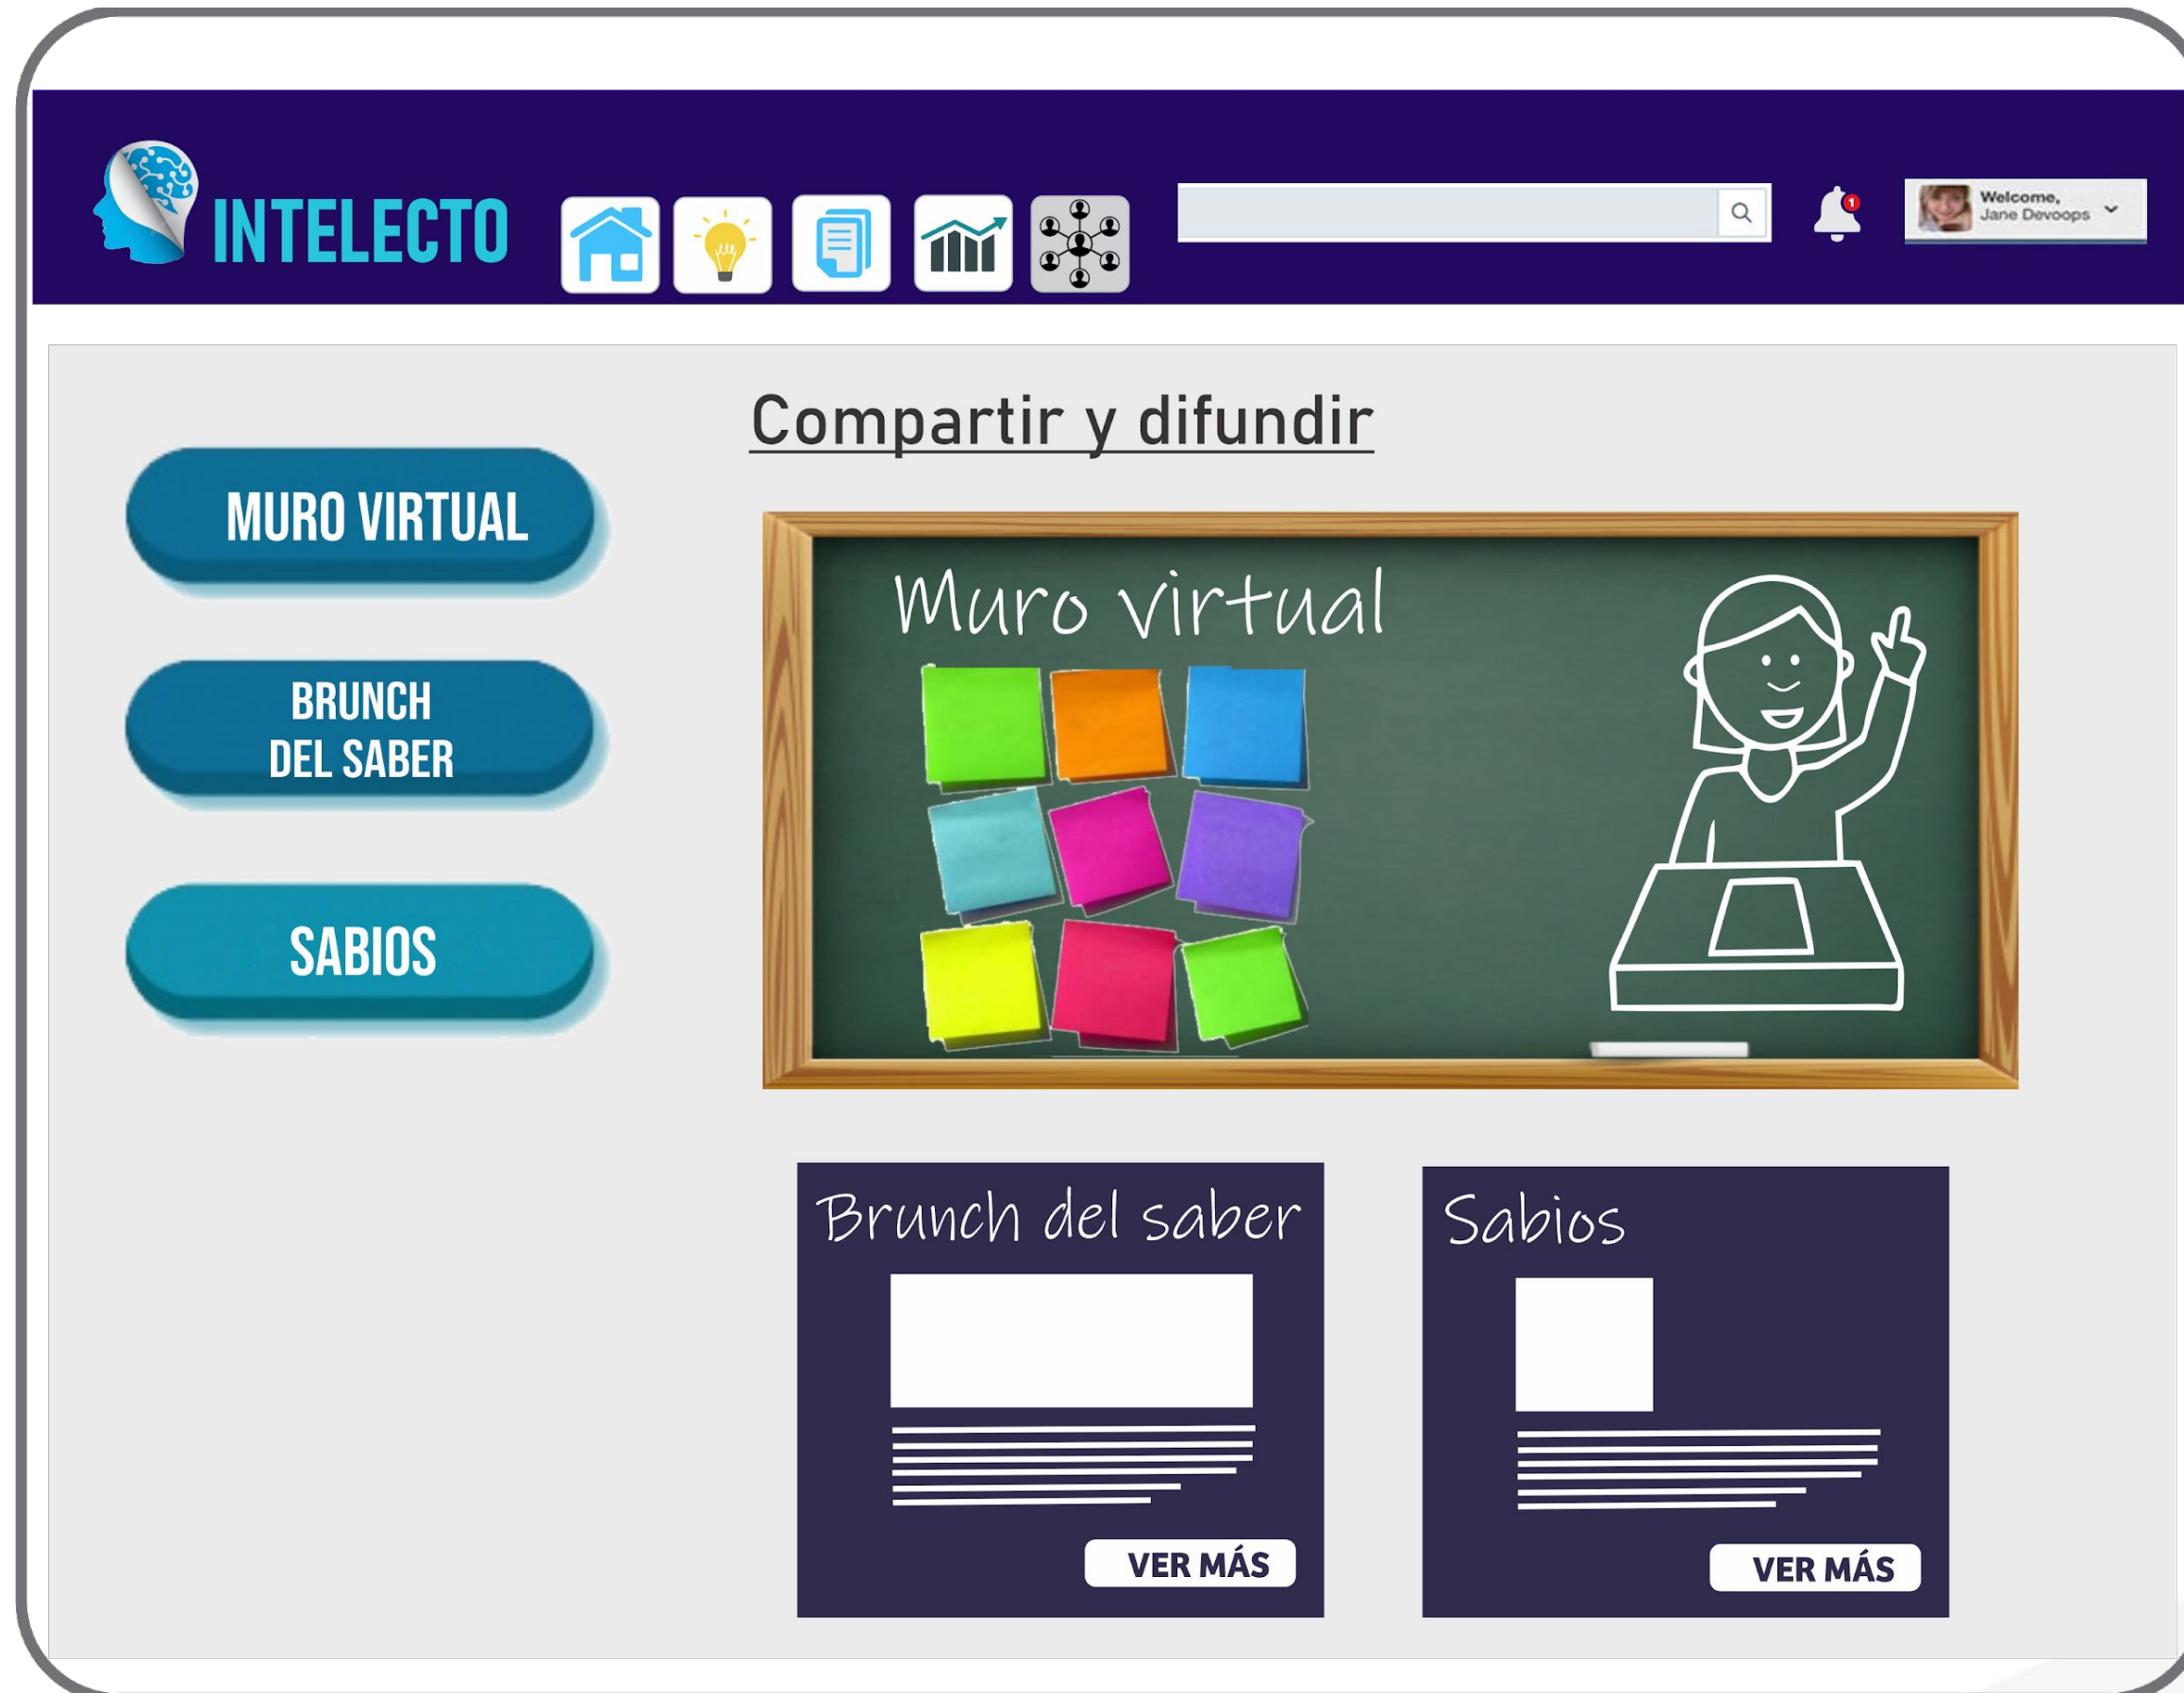 INTELECTO
1
Welcome,
Jane Devoops
Compartir y difundir
MURO VIRTUAL
BRUNCH
DEL SABER
SABIOS
Muro virtual
Brunch del saber
VER MÁS
Sabios
VER MÁS